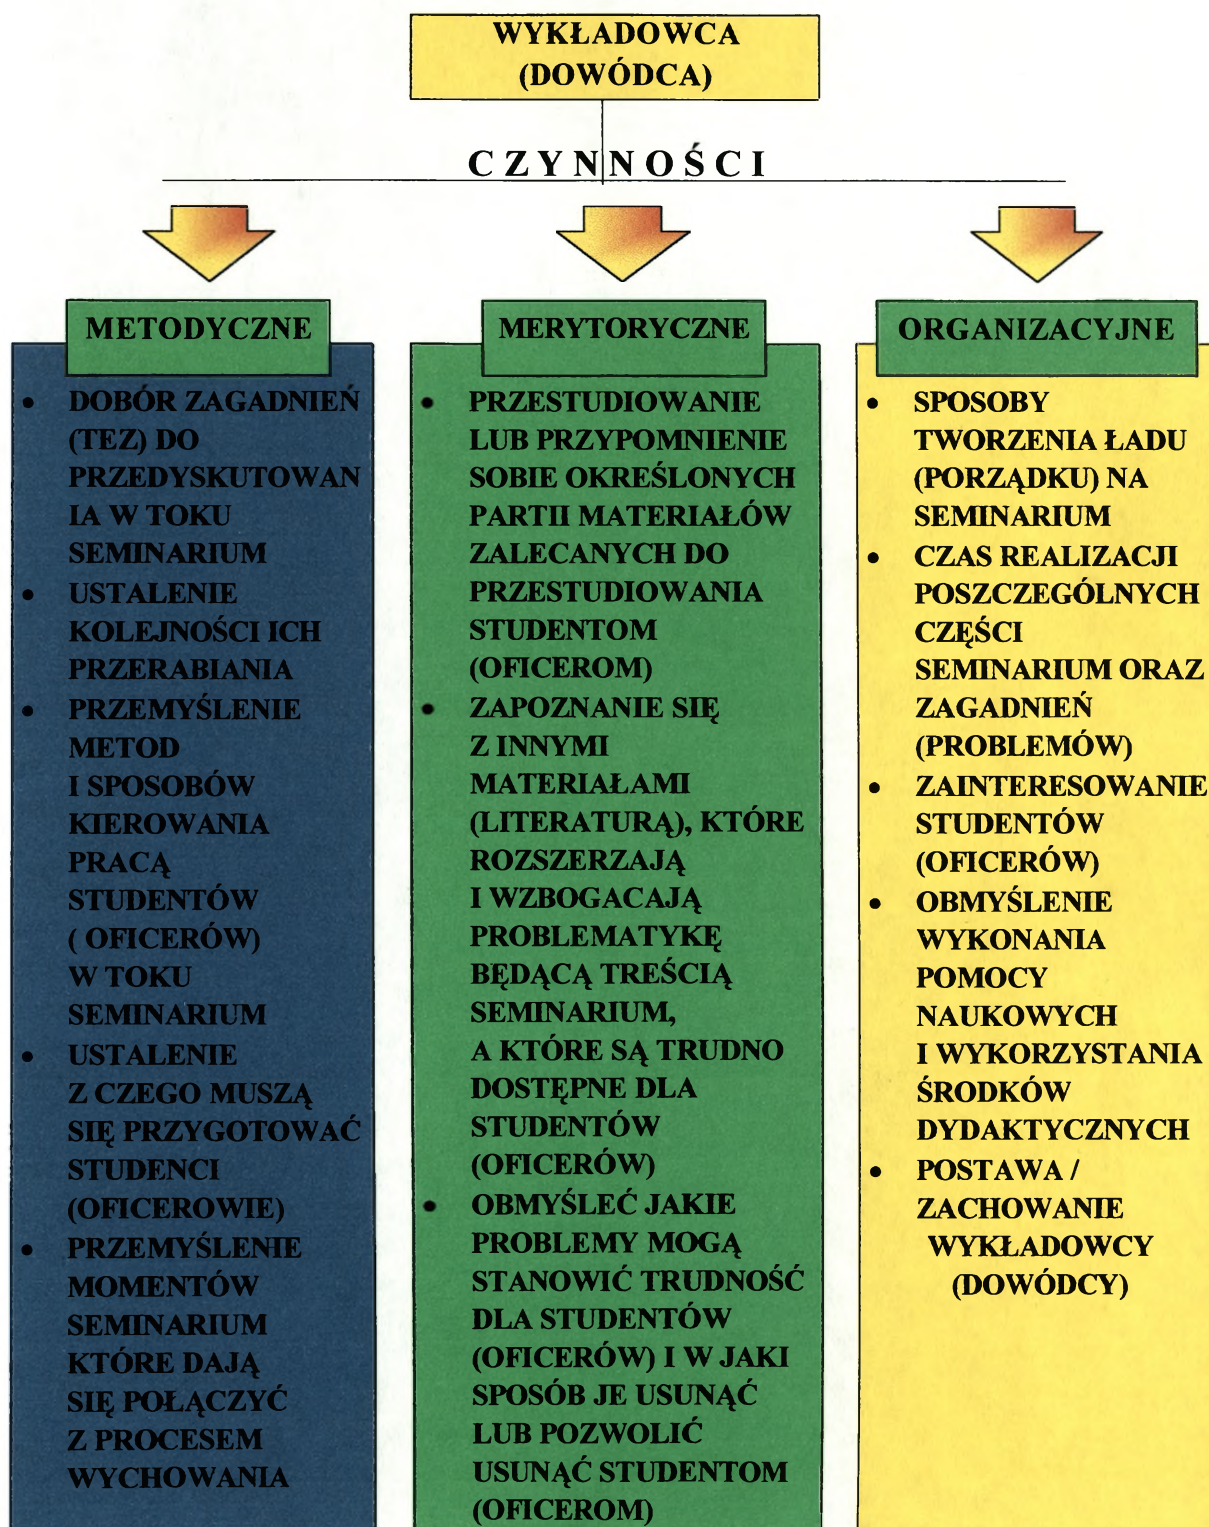 WYKŁADOWCA
(DOWÓDCA)
CZYNNOŚCI
METODYCZNE
• DOBÓR ZAGADNIEŃ
(TEZ) DO
PRZEDYSKUTOWAN
IA W TOKU
SEMINARIUM
• USTALENIE
KOLEJNOŚCI ICH
PRZERABIANIA
• PRZEMYŚLENIE
METOD
I SPOSOBÓW
KIEROWANIA
PRACĄ
STUDENTÓW
( OFICERÓW)
W TOKU
SEMINARIUM
• USTALENIE
Z CZEGO MUSZĄ
SIĘ PRZYGOTOWAĆ
STUDENCI
(OFICEROWIE)
• PRZEMYŚLENIE
MOMENTÓW
SEMINARIUM
KTÓRE DAJĄ
SIĘ POŁĄCZYĆ
Z PROCESEM
WYCHOWANIA
MERYTORYCZNE
• PRZESTUDIOWANIE
LUB PRZYPOMNIENIE
SOBIE OKREŚLONYCH
PARTII MATERIAŁÓW
ZALECANYCH DO
PRZESTUDIOWANIA
STUDENTOM
(OFICEROM)
• ZAPOZNANIE SIĘ
Z INNYMI
MATERIAŁAMI
(LITERATURĄ), KTÓRE
ROZSZERZAJĄ
I WZBOGACAJĄ
PROBLEMATYKĘ
BĘDĄCĄ TREŚCIĄ
SEMINARIUM,
A KTÓRE SĄ TRUDNO
DOSTĘPNE DLA
STUDENTÓW
(OFICERÓW)
• OBMYŚLEĆ JAKIE
PROBLEMY MOGĄ
STANOWIĆ TRUDNOŚĆ
DLA STUDENTÓW
(OFICERÓW) I W JAKI
SPOSÓB JE USUNĄĆ
LUB POZWOLIĆ
USUNĄĆ STUDENTOM
(OFICEROM)
ORGANIZACYJNE
• SPOSOBY
TWORZENIA ŁADU
(PORZĄDKU) NA
SEMINARIUM
• CZAS REALIZACJI
POSZCZEGÓLNYCH
CZĘŚCI
SEMINARIUM ORAZ
ZAGADNIEŃ
(PROBLEMÓW)
• ZAINTERESOWANIE
STUDENTÓW
(OFICERÓW)
• OBMYŚLENIE
WYKONANIA
POMOCY
NAUKOWYCH
I WYKORZYSTANIA
ŚRODKÓW
DYDAKTYCZNYCH
• POSTAWA /
ZACHOWANIE
WYKŁADOWCY
(DOWÓDCY)